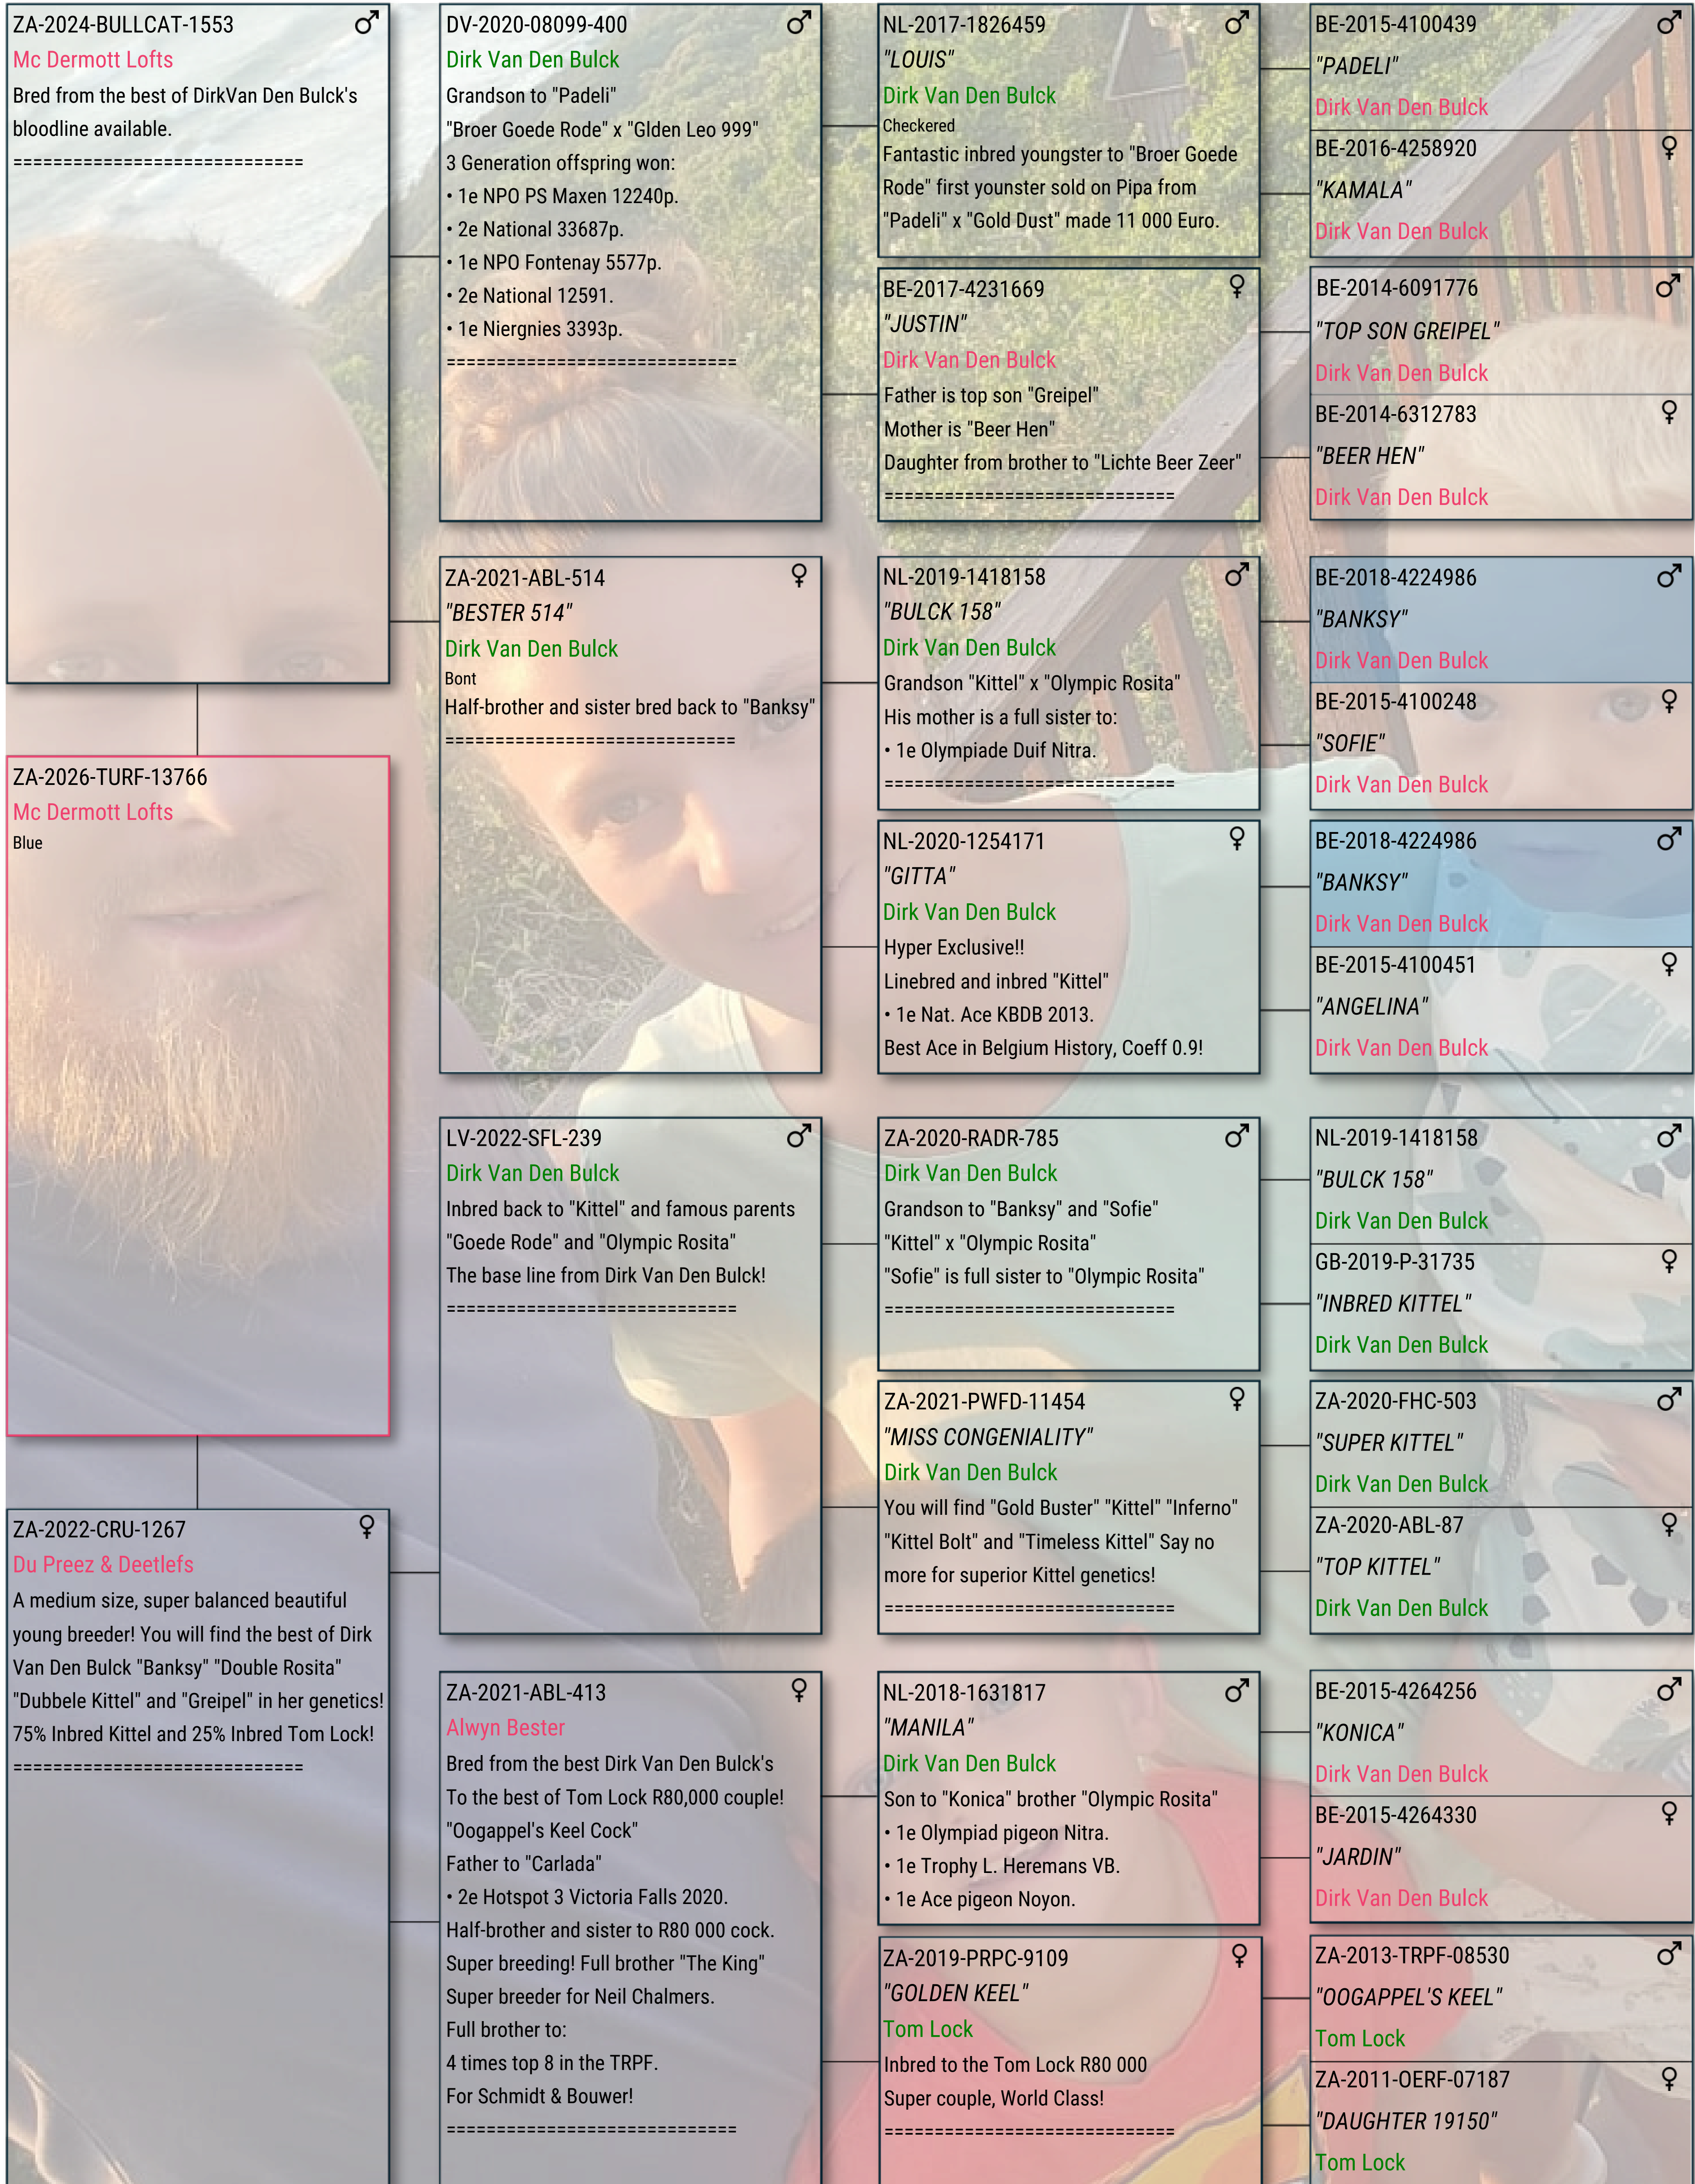 ZA-2024-BULLCAT-1553 ♂
Mc Dermott Lofts
Bred from the best of DirkVan Den Bulck's
bloodline available.
=============================
ZA-2026-TURF-13766
Mc Dermott Lofts
Blue
ZA-2022-CRU-1267 ♀
Du Preez & Deetlefs
A medium size, super balanced beautiful
young breeder! You will find the best of Dirk
Van Den Bulck "Banksy" "Double Rosita"
"Dubbele Kittel" and "Greipel" in her genetics!
75% Inbred Kittel and 25% Inbred Tom Lock!
=============================
DV-2020-08099-400 ♂
Dirk Van Den Bulck
Grandson to "Padeli"
"Broer Goede Rode" x "Glden Leo 999"
3 Generation offspring won:
• 1e NPO PS Maxen 12240p.
• 2e National 33687p.
• 1e NPO Fontenay 5577p.
• 2e National 12591.
• 1e Niergnies 3393p.
=============================
ZA-2021-ABL-514 ♀
"BESTER 514"
Dirk Van Den Bulck
Bont
Half-brother and sister bred back to "Banksy"
=============================
LV-2022-SFL-239 ♂
Dirk Van Den Bulck
Inbred back to "Kittel" and famous parents
"Goede Rode" and "Olympic Rosita"
The base line from Dirk Van Den Bulck!
=============================
ZA-2021-ABL-413 ♀
Alwyn Bester
Bred from the best Dirk Van Den Bulck's
To the best of Tom Lock R80,000 couple!
"Oogappel's Keel Cock"
Father to "Carlada"
• 2e Hotspot 3 Victoria Falls 2020.
Half-brother and sister to R80 000 cock.
Super breeding! Full brother "The King"
Super breeder for Neil Chalmers.
Full brother to:
4 times top 8 in the TRPF.
For Schmidt & Bouwer!
=============================
NL-2017-1826459 ♂
"LOUIS"
Dirk Van Den Bulck
Checkered
Fantastic inbred youngster to "Broer Goede
Rode" first younster sold on Pipa from
"Padeli" x "Gold Dust" made 11 000 Euro.
BE-2017-4231669 ♀
"JUSTIN"
Dirk Van Den Bulck
Father is top son "Greipel"
Mother is "Beer Hen"
Daughter from brother to "Lichte Beer Zeer"
=============================
NL-2019-1418158 ♂
"BULCK 158"
Dirk Van Den Bulck
Grandson "Kittel" x "Olympic Rosita"
His mother is a full sister to:
• 1e Olympiade Duif Nitra.
=============================
NL-2020-1254171 ♀
"GITTA"
Dirk Van Den Bulck
Hyper Exclusive!!
Linebred and inbred "Kittel"
• 1e Nat. Ace KBDB 2013.
Best Ace in Belgium History, Coeff 0.9!
ZA-2020-RADR-785 ♂
Dirk Van Den Bulck
Grandson to "Banksy" and "Sofie"
"Kittel" x "Olympic Rosita"
"Sofie" is full sister to "Olympic Rosita"
=============================
ZA-2021-PWFD-11454 ♀
"MISS CONGENIALITY"
Dirk Van Den Bulck
You will find "Gold Buster" "Kittel" "Inferno"
"Kittel Bolt" and "Timeless Kittel" Say no
more for superior Kittel genetics!
=============================
NL-2018-1631817 ♂
"MANILA"
Dirk Van Den Bulck
Son to "Konica" brother "Olympic Rosita"
• 1e Olympiad pigeon Nitra.
• 1e Trophy L. Heremans VB.
• 1e Ace pigeon Noyon.
ZA-2019-PRPC-9109 ♀
"GOLDEN KEEL"
Tom Lock
Inbred to the Tom Lock R80 000
Super couple, World Class!
=============================
BE-2015-4100439 ♂
"PADELI"
Dirk Van Den Bulck
BE-2016-4258920 ♀
"KAMALA"
Dirk Van Den Bulck
BE-2014-6091776 ♂
"TOP SON GREIPEL"
Dirk Van Den Bulck
BE-2014-6312783 ♀
"BEER HEN"
Dirk Van Den Bulck
BE-2018-4224986 ♂
"BANKSY"
Dirk Van Den Bulck
BE-2015-4100248 ♀
"SOFIE"
Dirk Van Den Bulck
BE-2018-4224986 ♂
"BANKSY"
Dirk Van Den Bulck
BE-2015-4100451 ♀
"ANGELINA"
Dirk Van Den Bulck
NL-2019-1418158 ♂
"BULCK 158"
Dirk Van Den Bulck
GB-2019-P-31735 ♀
"INBRED KITTEL"
Dirk Van Den Bulck
ZA-2020-FHC-503 ♂
"SUPER KITTEL"
Dirk Van Den Bulck
ZA-2020-ABL-87 ♀
"TOP KITTEL"
Dirk Van Den Bulck
BE-2015-4264256 ♂
"KONICA"
Dirk Van Den Bulck
BE-2015-4264330 ♀
"JARDIN"
Dirk Van Den Bulck
ZA-2013-TRPF-08530 ♂
"OOGAPPEL'S KEEL"
Tom Lock
ZA-2011-OERF-07187 ♀
"DAUGHTER 19150"
Tom Lock